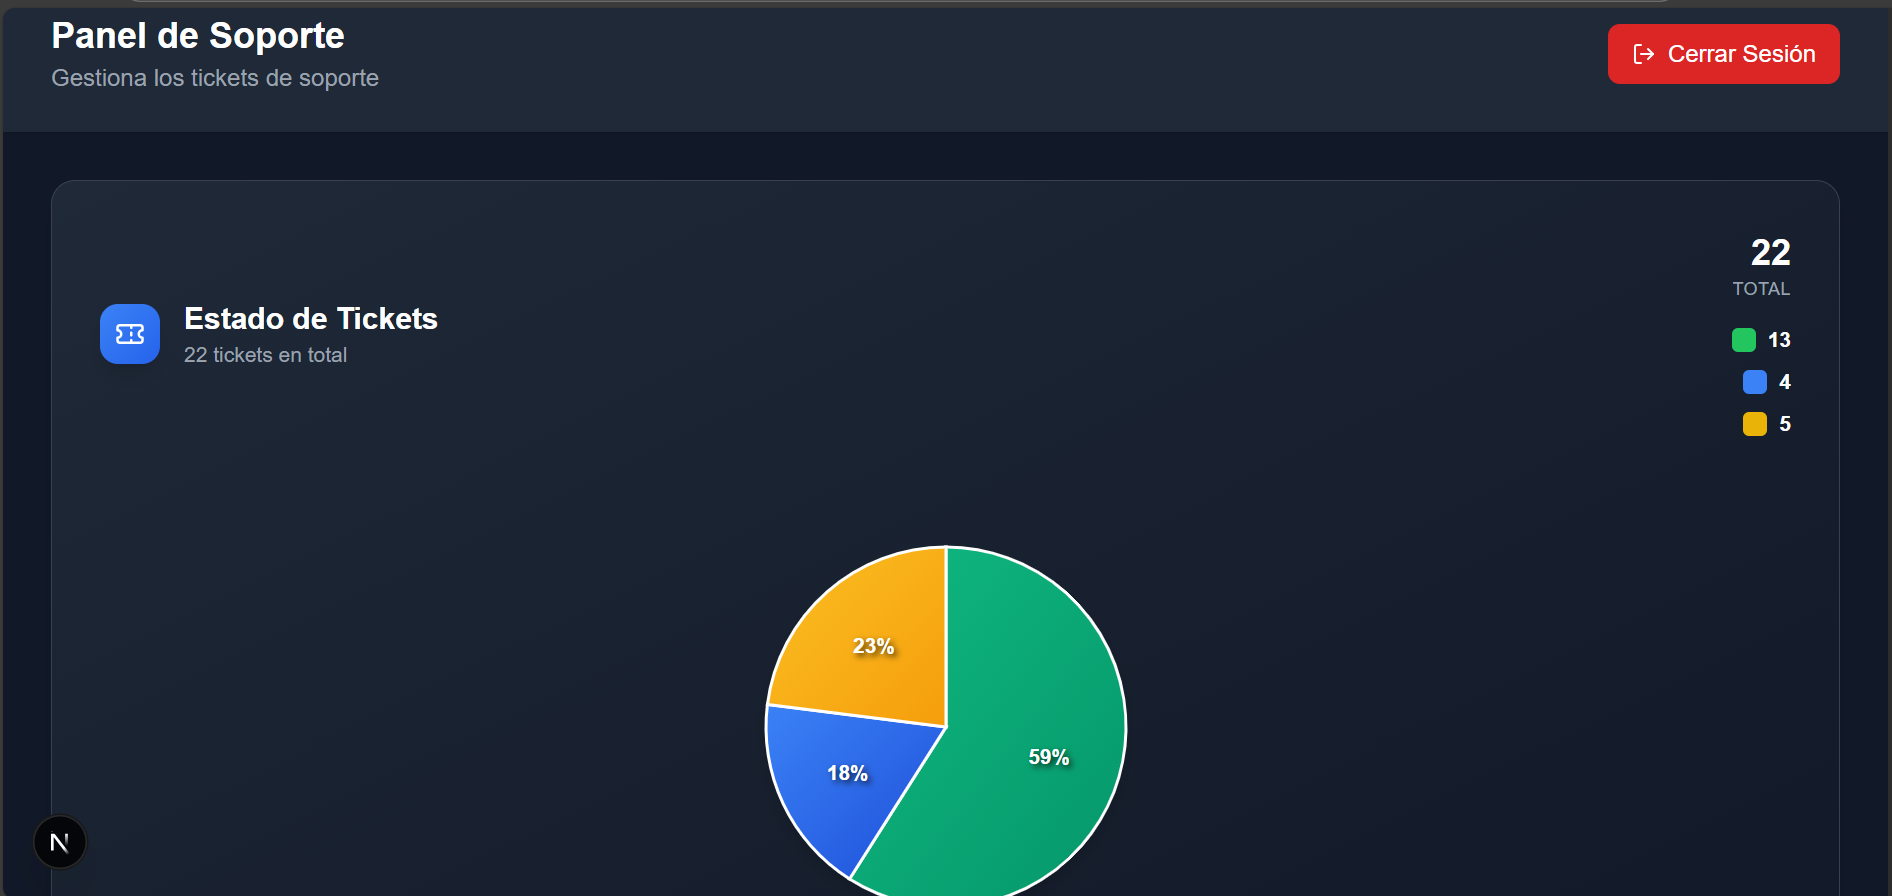 Panel de Soporte
Gestiona los tickets de soporte
Cerrar Sesión
22
TOTAL
Estado de Tickets
22 tickets en total
13
4
5
23%
59%
18%
N